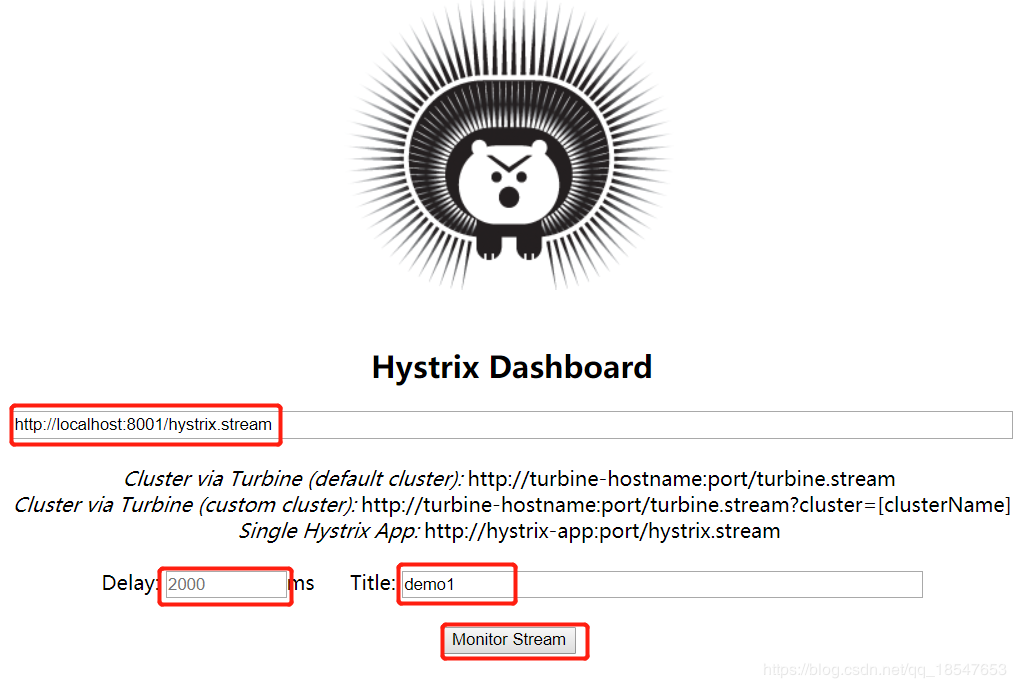 Hystrix Dashboard
http://localhost:8001/hystrix.stream
Cluster via Turbine (default cluster): http://turbine-hostname:port/turbine.stream
Cluster via Turbine (custom cluster): http://turbine-hostname:port/turbine.stream?cluster=[clusterName]
Single Hystrix App: http://hystrix-app:port/hystrix.stream
Delay: 2000 ms Title: demo1
Monitor Stream
https://blog.csdn.net/qq_18547653